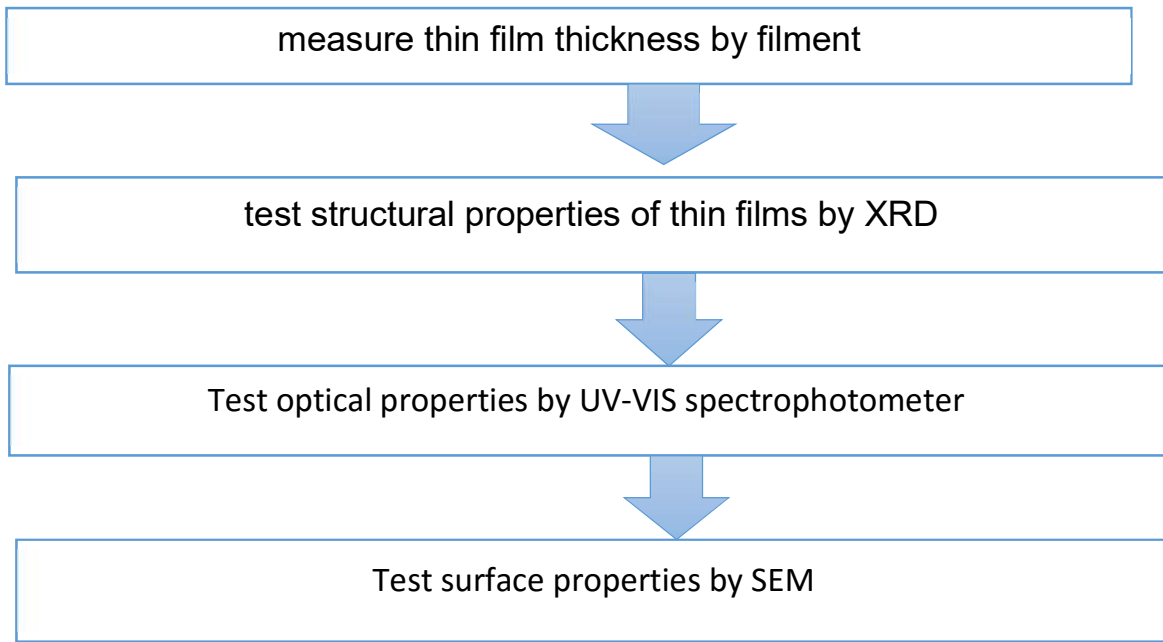 measure thin film thickness by filment
test structural properties of thin films by XRD
Test optical properties by UV-VIS spectrophotometer
Test surface properties by SEM